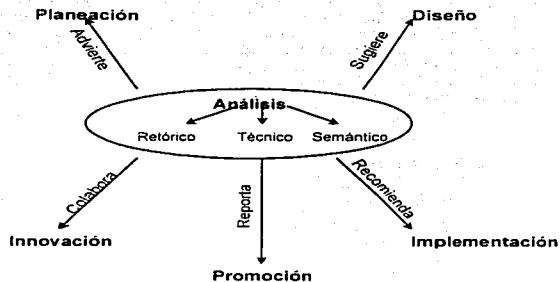 Planeación
Diseño
Advierte
Sugiere
Análisis
Retórico Técnico Semántico
Colabora
Reporta
Recomienda
Innovación
Implementación
Promoción